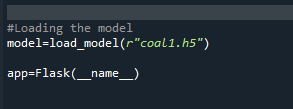 #Loading the model
model=load_model(r"coal1.h5")
app=Flask(__name__)